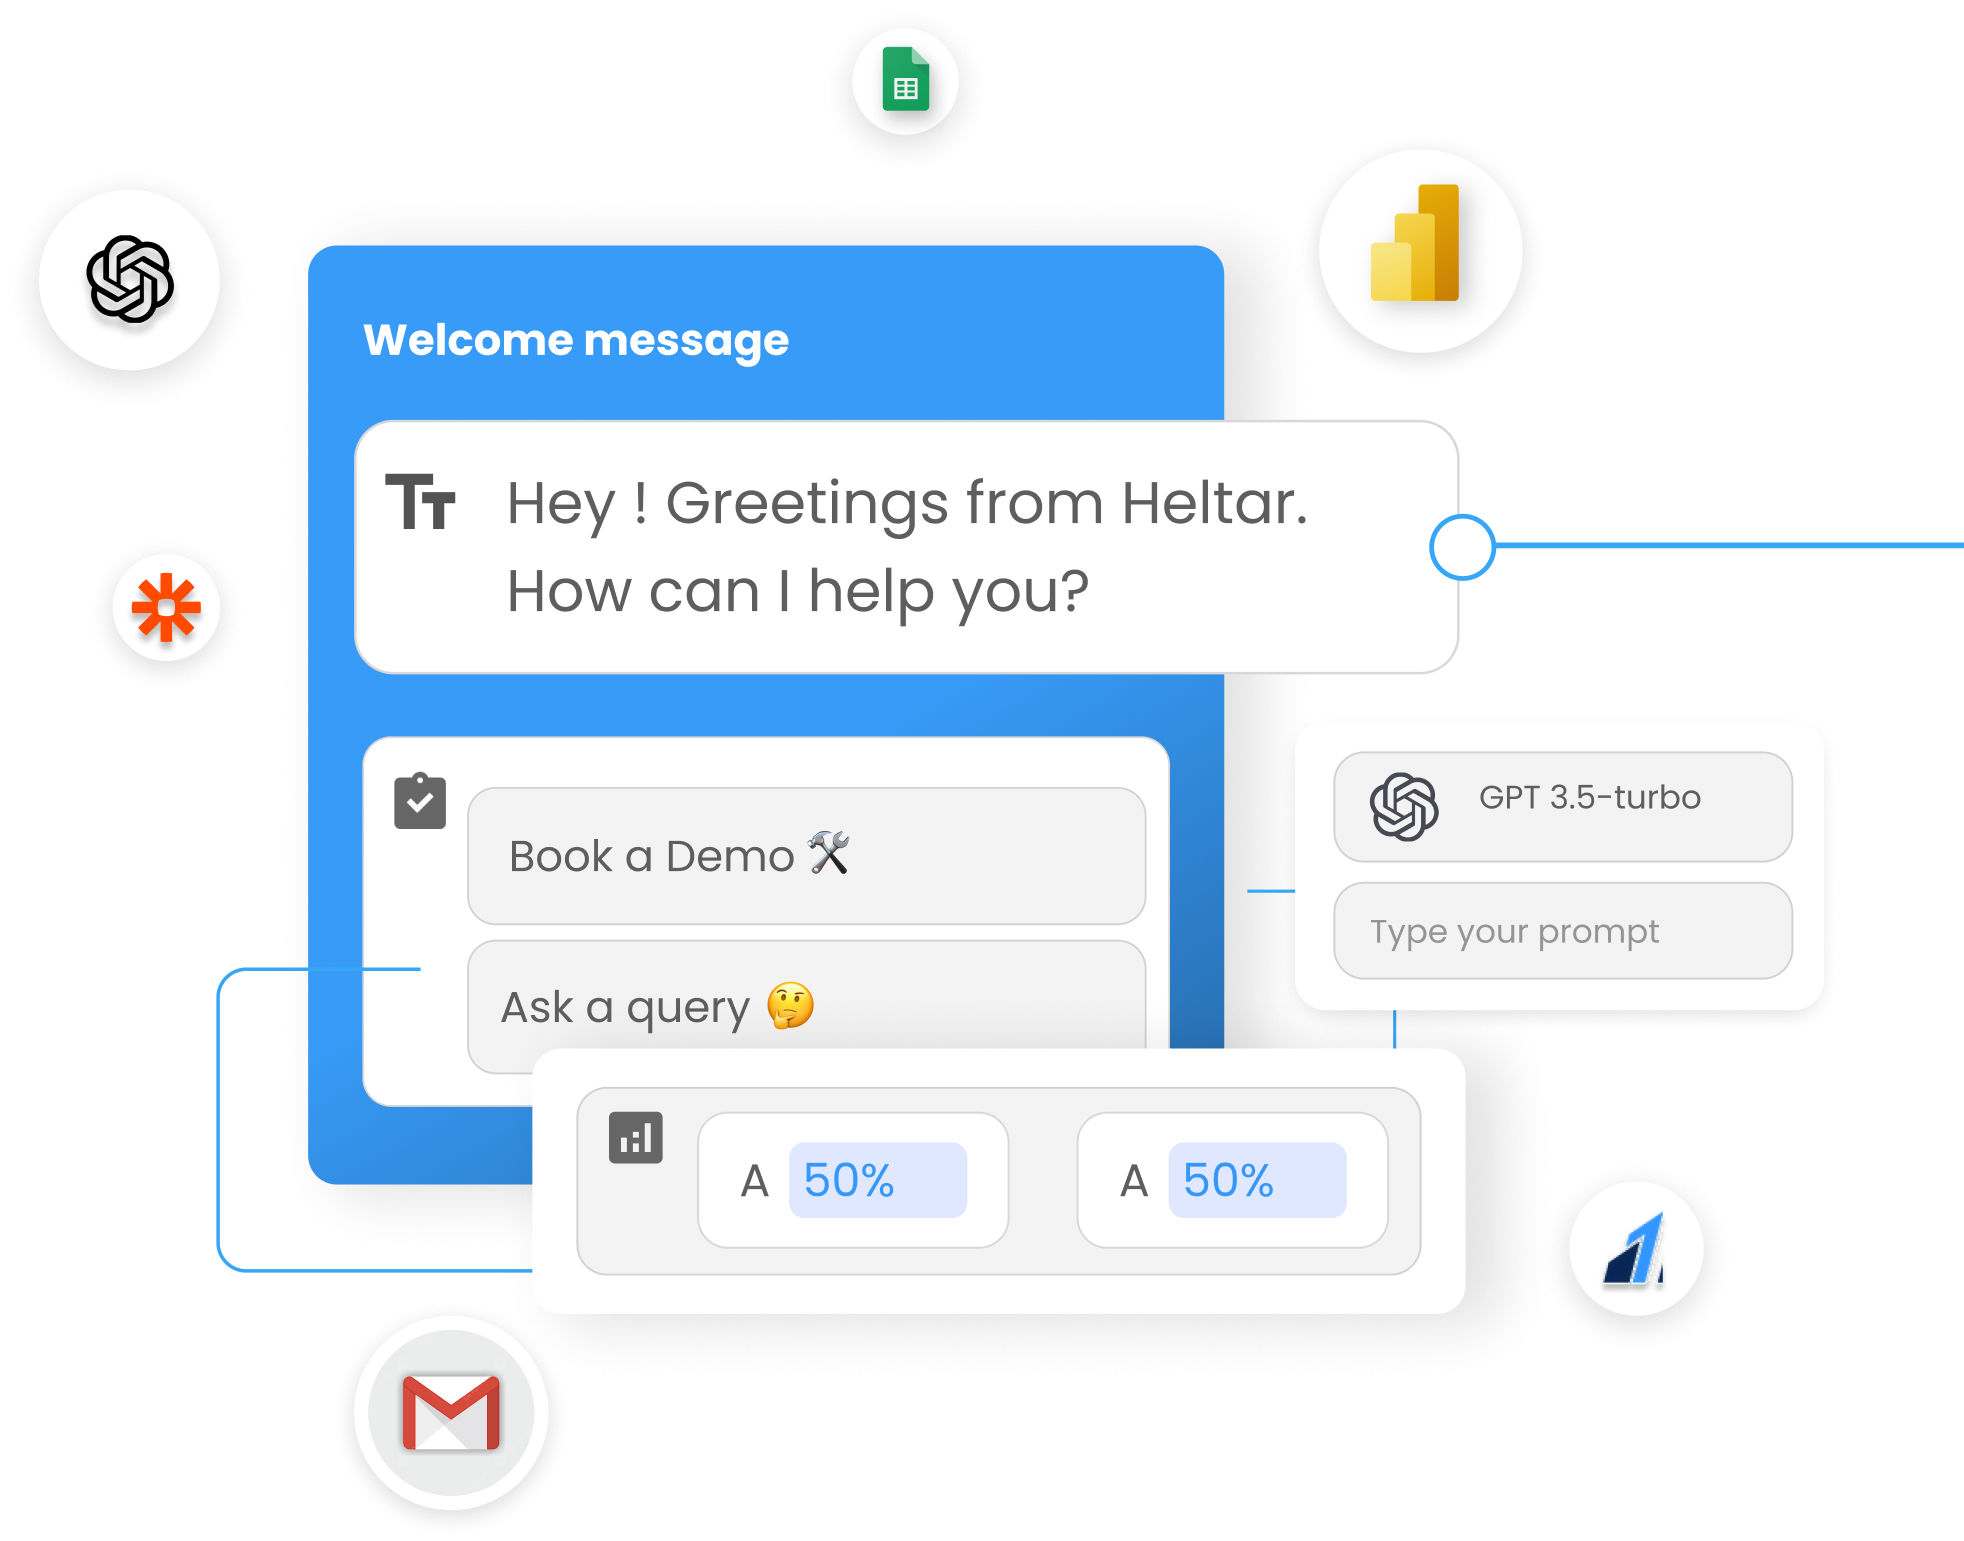 Welcome message
Hey ! Greetings from Heltar.
How can I help you?
Book a Demo 🛠️
Ask a query 🤔
GPT 3.5-turbo
Type your prompt
A 50%
A 50%